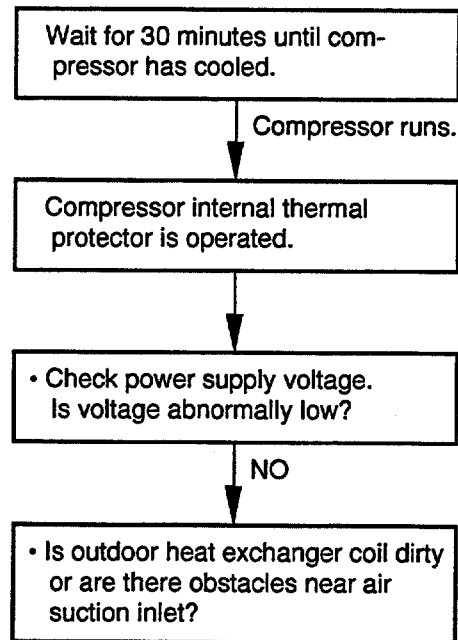 Wait for 30 minutes until com-
pressor has cooled.
Compressor runs.
Compressor internal thermal
protector is operated.
• Check power supply voltage.
Is voltage abnormally low?
NO
• Is outdoor heat exchanger coil dirty
or are there obstacles near air
suction inlet?